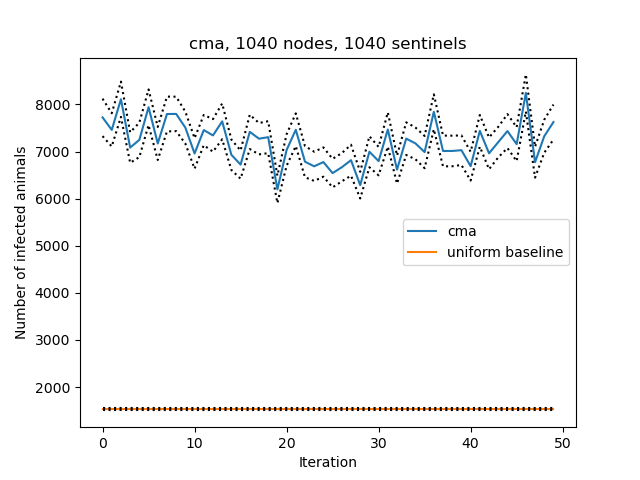 cma, 1040 nodes, 1040 sentinels
Number of infected animals
8000
7000
6000
5000
4000
3000
2000
cma
uniform baseline
0 10 20 30 40 50
Iteration